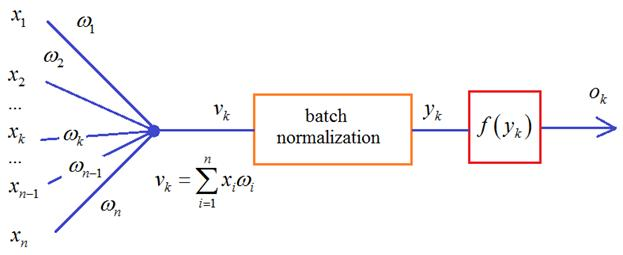 x₁ ω₁
x₂ ω₂
...
xₖ ωₖ
...
xₙ₋₁ ωₙ₋₁
xₙ ωₙ
vₖ
vₖ = ∑ᵢ₌₁ⁿ xᵢωᵢ
batch
normalization
yₖ
f(yₖ)
oₖ